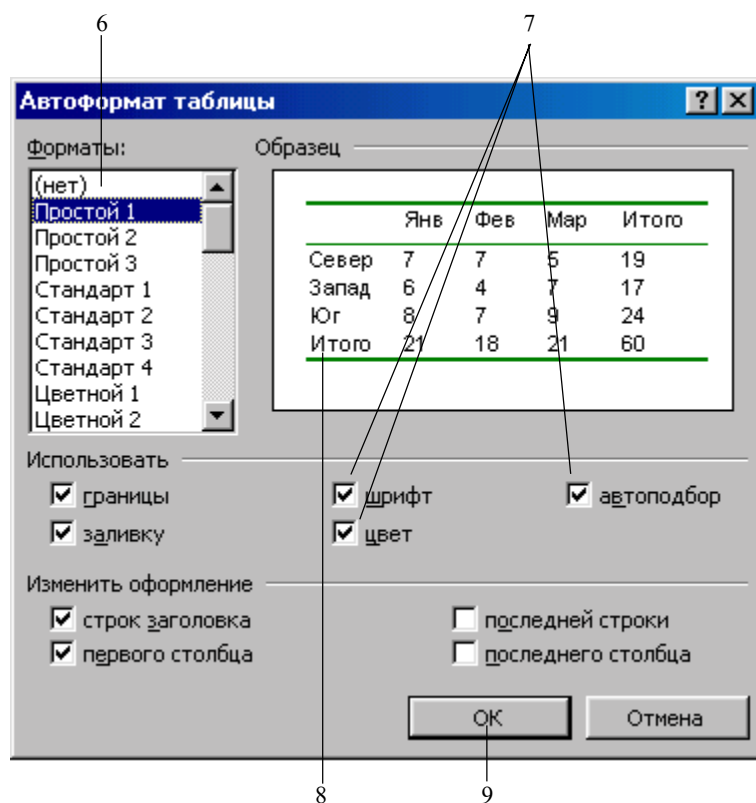 6 7
Автоформат таблицы
Форматы: Образец
(нет)
Простой 1
Простой 2
Простой 3
Стандарт 1
Стандарт 2
Стандарт 3
Стандарт 4
Цветной 1
Цветной 2
Янв Фев Мар Итого
Север 7 7 5 19
Запад 6 4 7 17
Юг 8 7 9 24
Итого 21 18 21 60
Использовать
границы шрифт автоподбор
заливку цвет
Изменить оформление
строк заголовка последней строки
первого столбца последнего столбца
ОК Отмена
8 9